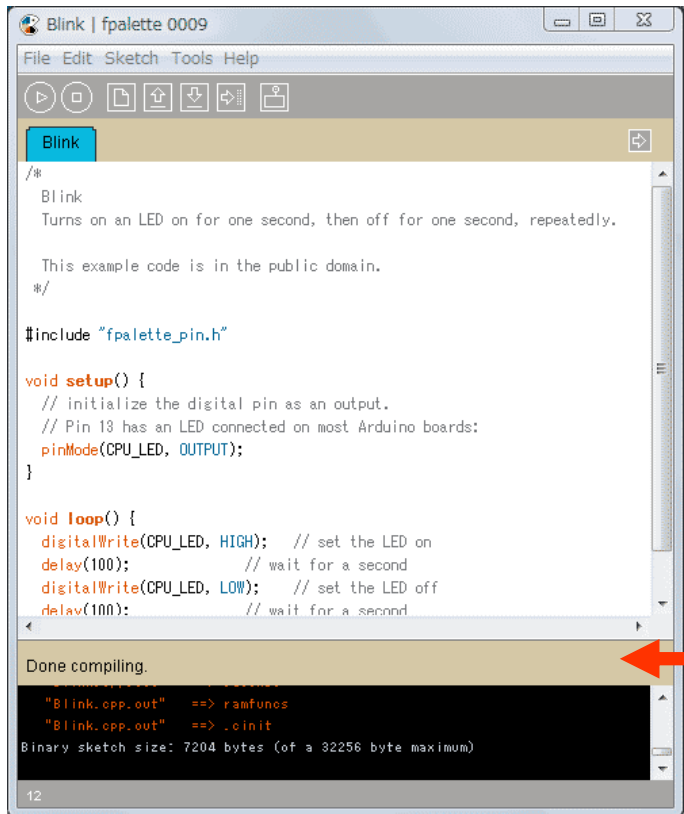 Blink | fpalette 0009
File Edit Sketch Tools Help
Blink
/*
Blink
Turns on an LED on for one second, then off for one second, repeatedly.
This example code is in the public domain.
*/
#include "fpalette_pin.h"
void setup() {
// initialize the digital pin as an output.
// Pin 13 has an LED connected on most Arduino boards:
pinMode(CPU_LED, OUTPUT);
}
void loop() {
digitalWrite(CPU_LED, HIGH); // set the LED on
delay(100); // wait for a second
digitalWrite(CPU_LED, LOW); // set the LED off
delay(100); // wait for a second
Done compiling.
"Blink.cpp.out" ==> ramfuncs
"Blink.cpp.out" ==> .cinit
Binary sketch size: 7204 bytes (of a 32256 byte maximum)
12